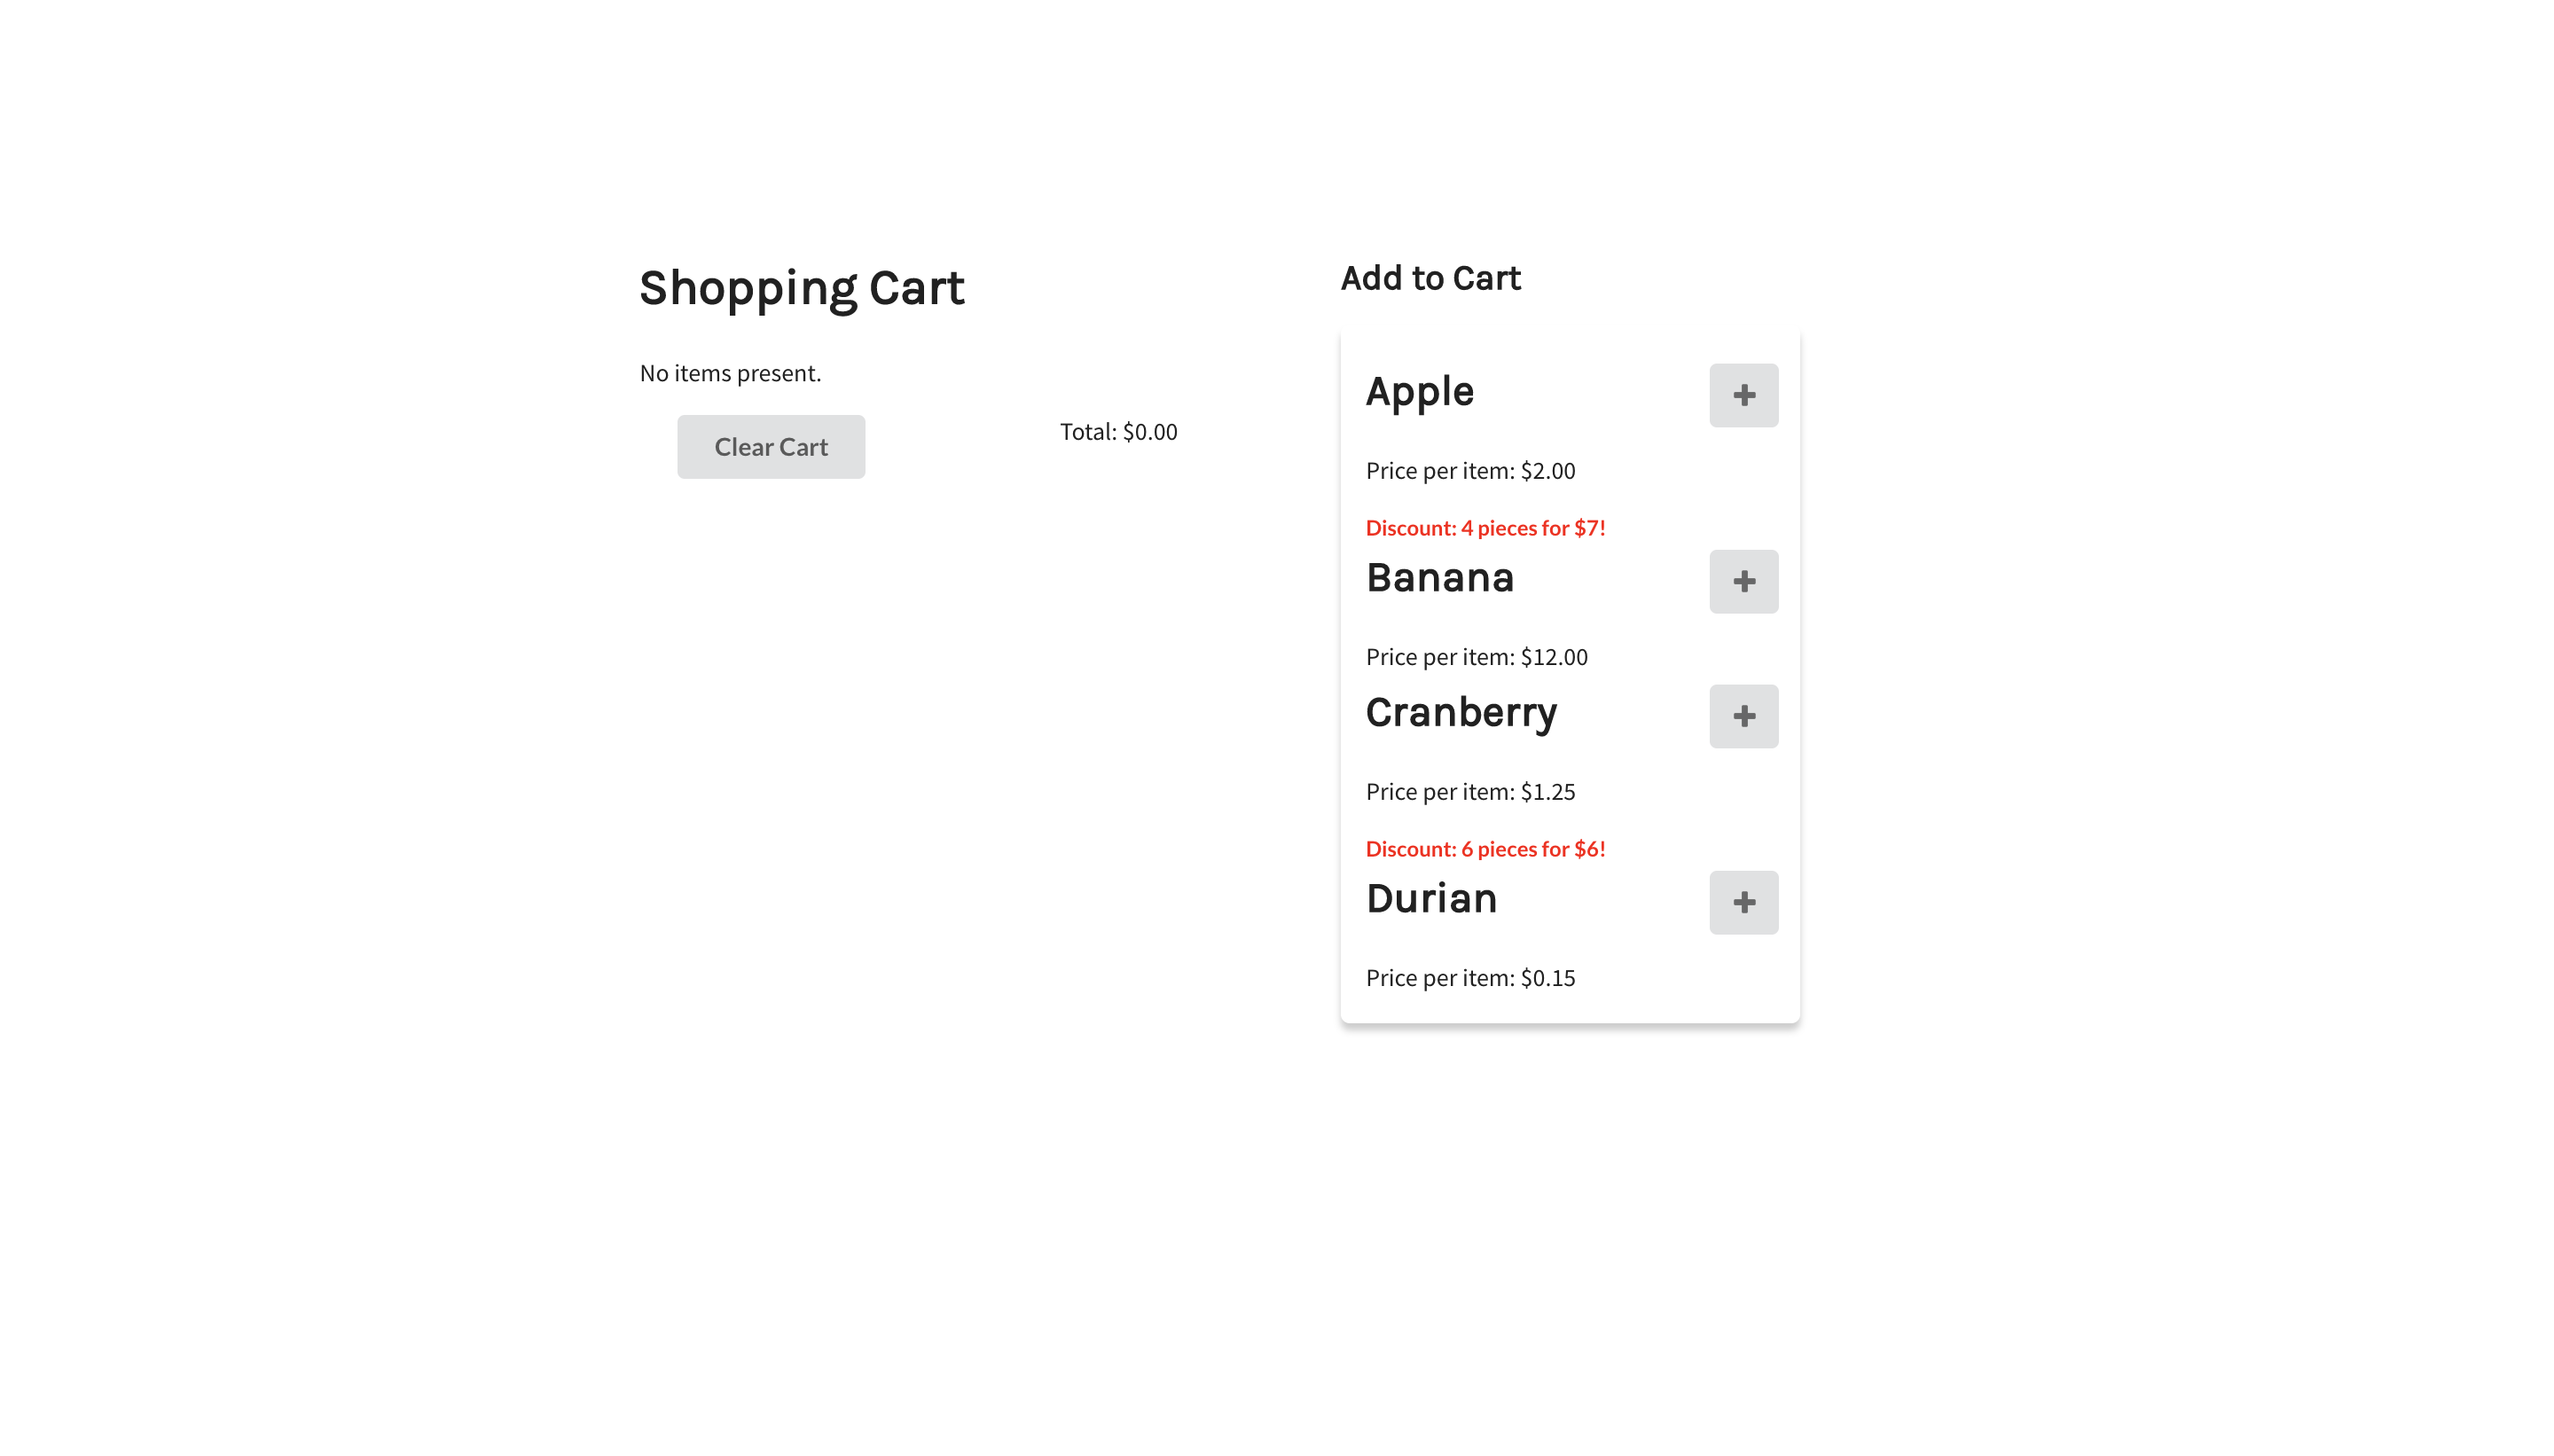 Shopping Cart
No items present.
Clear Cart
Total: $0.00
Add to Cart
Apple
Price per item: $2.00
Discount: 4 pieces for $7!
Banana
Price per item: $12.00
Cranberry
Price per item: $1.25
Discount: 6 pieces for $6!
Durian
Price per item: $0.15